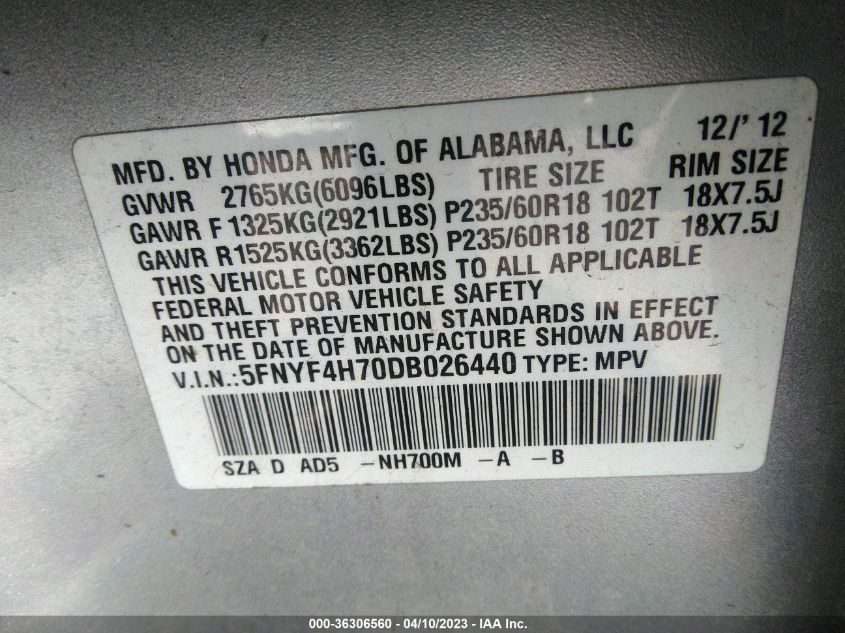 MFD. BY HONDA MFG. OF ALABAMA, LLC 12/'12
GVWR 2765KG(6096LBS) TIRE SIZE RIM SIZE
GAWR F 1325KG(2921LBS) P235/60R18 102T 18X7.5J
GAWR R1525KG(3362LBS) P235/60R18 102T 18X7.5J
THIS VEHICLE CONFORMS TO ALL APPLICABLE
FEDERAL MOTOR VEHICLE SAFETY
AND THEFT PREVENTION STANDARDS IN EFFECT
ON THE DATE OF MANUFACTURE SHOWN ABOVE.
V.I.N.:5FNYF4H70DB026440 TYPE: MPV
SZA D AD5 -NH700M -A -B
000-36306560 - 04/10/2023 - IAA Inc.